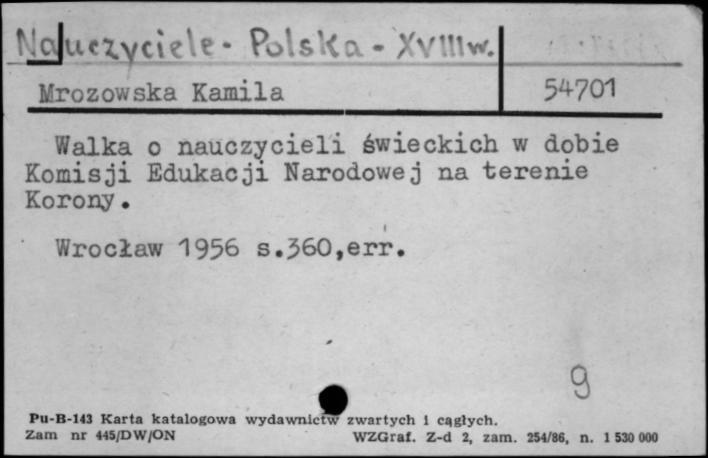 Nauczyciele - Polska - XVIII w.
Mrozowska Kamila 54701
Walka o nauczycieli świeckich w dobie
Komisji Edukacji Narodowej na terenie
Korony.
Wrocław 1956 s.360,err.
9
Pu-B-143 Karta katalogowa wydawnictw zwartych i ciągłych.
Zam nr 445/DW/ON WZGraf. Z-d 2, zam. 254/86, n. 1 530 000